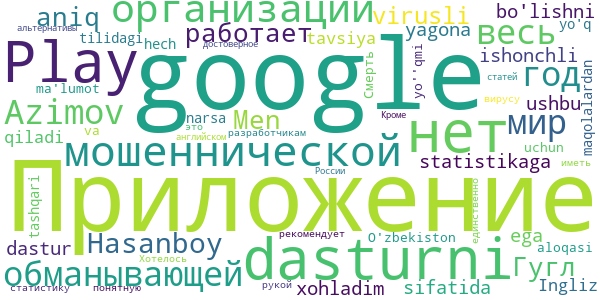 альтернативы
aniq
организации
virusli
bo'lishni
tilidagi
hech
работает
достоверное
tavsiya
yagona
весь
yo'q
Play
google
ma'lumot
Смерть
yo''qmi
ishonchli
год
maqolalardan
статей
Azimov
va
narsa
Men
Кроме
нет
мир
ushbu
вирусу
qiladi
это
английском
разработчикам
uchun
мошеннической
России
statistikaga
иметь
Приложение
tashqari
единственно
dastur
Hasanboy
рекомендует
O'zbekiston
ega
aloqasi
обманывающей
Хотелось
dasturni
Гугл
статистику
понятную
рукой
xohladim
sifatida
Ingliz